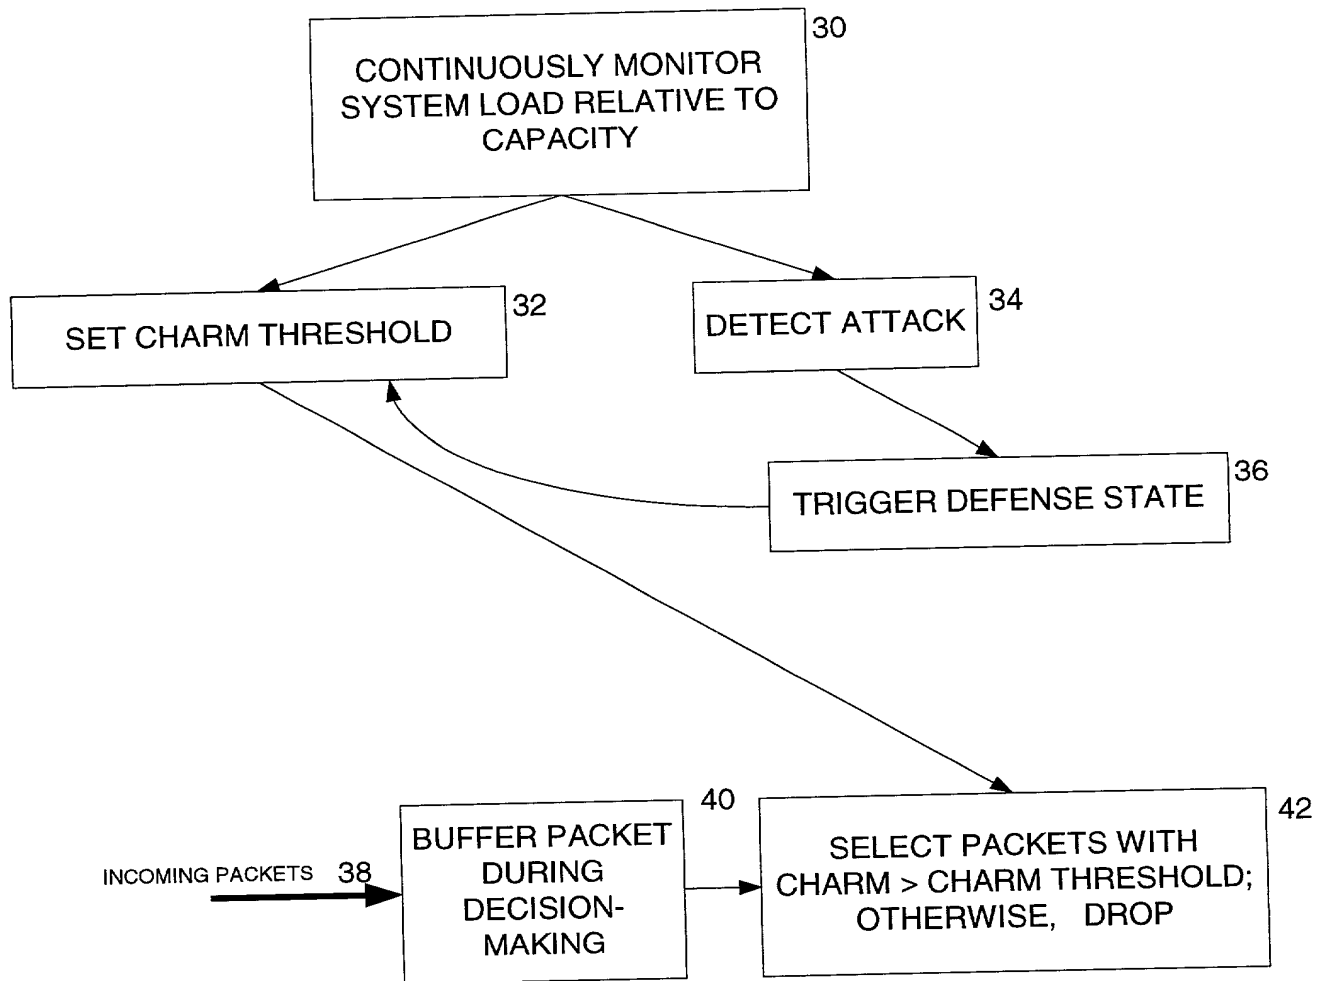 30
CONTINUOUSLY MONITOR
SYSTEM LOAD RELATIVE TO
CAPACITY
32
SET CHARM THRESHOLD
34
DETECT ATTACK
36
TRIGGER DEFENSE STATE
INCOMING PACKETS 38
40
BUFFER PACKET
DURING
DECISION-
MAKING
42
SELECT PACKETS WITH
CHARM > CHARM THRESHOLD;
OTHERWISE, DROP